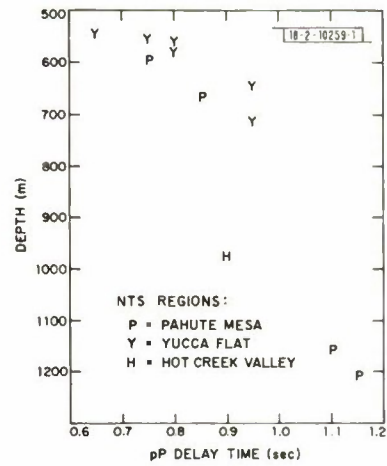 18-2-10259-1
500
600
700
800
900
1000
1100
1200
DEPTH (m)
Y
Y
Y
Y
P
Y
P
Y
H
P
P
NTS REGIONS:
P = PAHUTE MESA
Y = YUCCA FLAT
H = HOT CREEK VALLEY
0.6 0.7 0.8 0.9 1.0 1.1 1.2
pP DELAY TIME (sec)